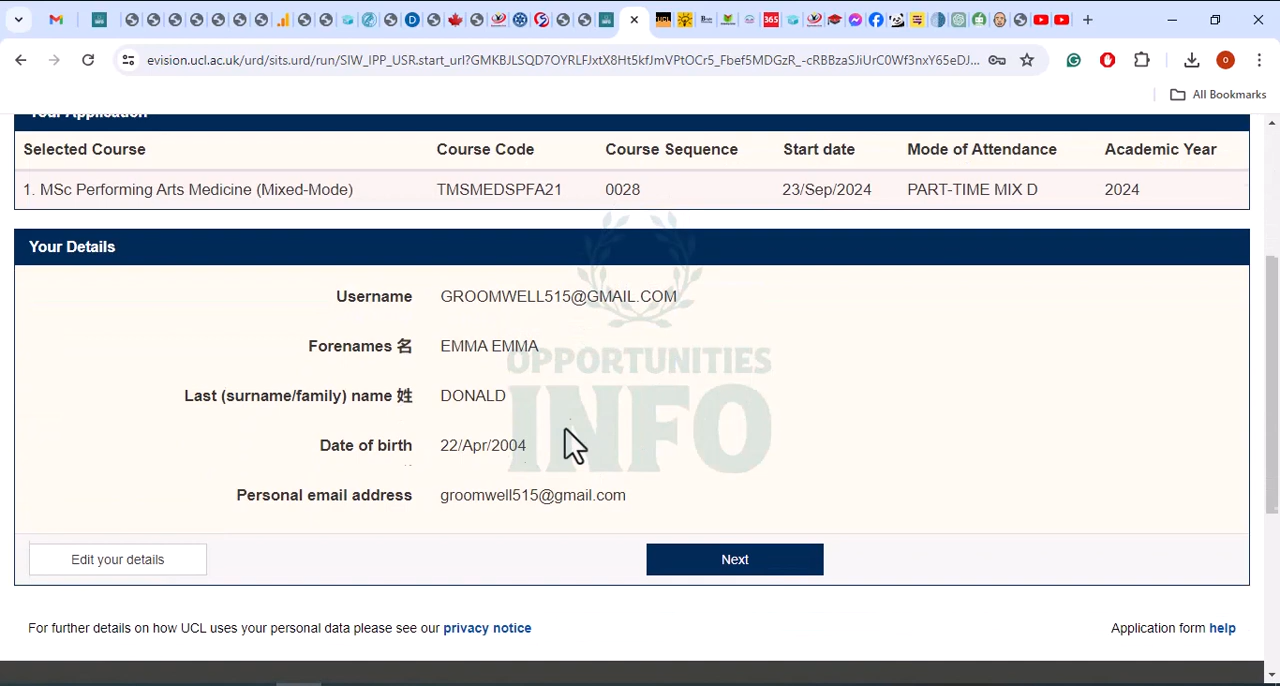 evision.ucl.ac.uk/urd/sits.urd/run/SIW_IPP_USR.start_url?GMKBJLSQD7OYRLFJxtX8Ht5kfJmVPtOCr5_Fbef5MDGzR_-cRBBzaSJiUrC0Wf3nxY65eDJ...
All Bookmarks
Your Application
Selected Course Course Code Course Sequence Start date Mode of Attendance Academic Year
1. MSc Performing Arts Medicine (Mixed-Mode) TMSMEDSPFA21 0028 23/Sep/2024 PART-TIME MIX D 2024
Your Details
Username GROOMWELL515@GMAIL.COM
Forenames 名 EMMA EMMA
OPPORTUNITIES
Last (surname/family) name 姓 DONALD
INFO
Date of birth 22/Apr/2004
Personal email address groomwell515@gmail.com
Edit your details Next
For further details on how UCL uses your personal data please see our privacy notice Application form help